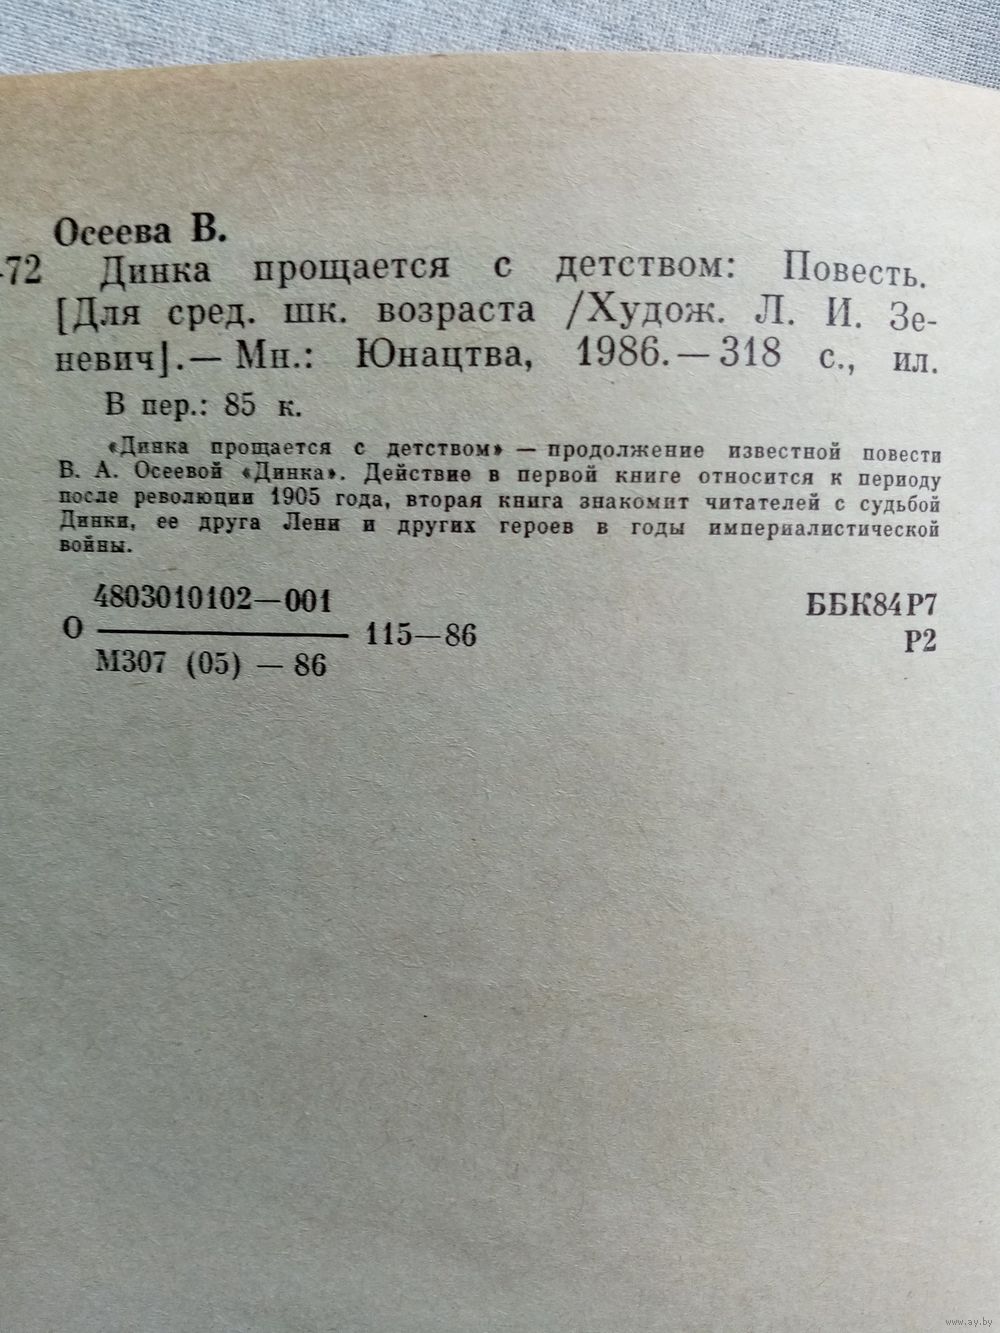 Осеева В.
-72 Динка прощается с детством: Повесть.
[Для сред. шк. возраста /Худож. Л. И. Зе-
невич].— Мн.: Юнацтва, 1986.—318 с., ил.
В пер.: 85 к.
«Динка прощается с детством» — продолжение известной повести
В. А. Осеевой «Динка». Действие в первой книге относится к периоду
после революции 1905 года, вторая книга знакомит читателей с судьбой
Динки, ее друга Лени и других героев в годы империалистической
войны.
4803010102—001
О 115—86
М307 (05) — 86
ББК84Р7
Р2
www.ay.by